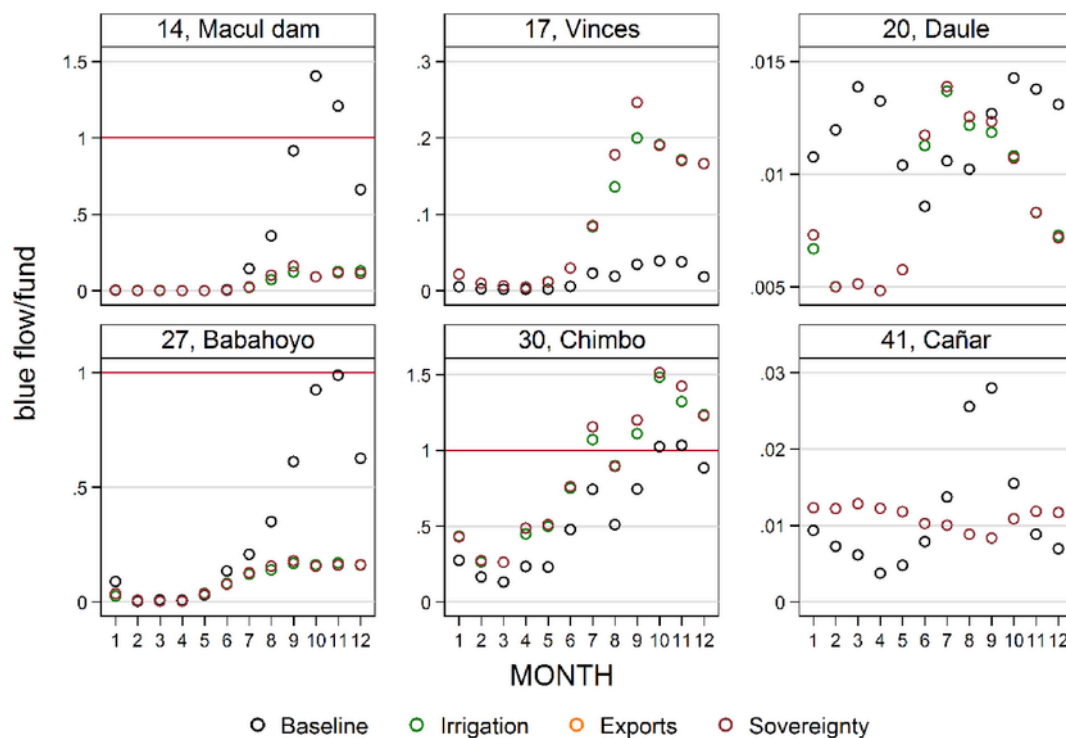 14, Macul dam
17, Vinces
20, Daule
1.5
1
.5
0
.3
.2
.1
0
.015
.01
.005
blue flow/fund
27, Babahoyo
30, Chimbo
41, Cañar
1
.5
0
1.5
1
.5
0
.03
.02
.01
0
1 2 3 4 5 6 7 8 9 10 11 12
1 2 3 4 5 6 7 8 9 10 11 12
1 2 3 4 5 6 7 8 9 10 11 12
MONTH
Baseline Irrigation Exports Sovereignty